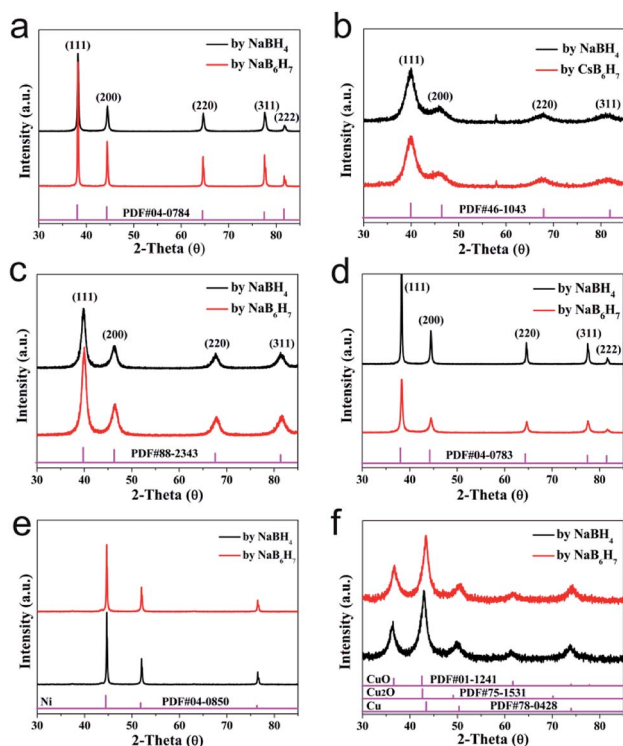 a
(111)
by NaBH4
by NaB6H7
(200)
(220)
(311)
(222)
Intensity (a.u.)
PDF#04-0784
30 40 50 60 70 80
2-Theta (θ)
b
(111)
by NaBH4
by CsB6H7
(200)
(220)
(311)
Intensity (a.u.)
PDF#46-1043
30 40 50 60 70 80
2-Theta (θ)
c
(111)
by NaBH4
by NaB6H7
(200)
(220)
(311)
Intensity (a.u.)
PDF#88-2343
30 40 50 60 70 80
2-Theta (θ)
d
(111)
by NaBH4
by NaB6H7
(200)
(220)
(311)
(222)
Intensity (a.u.)
PDF#04-0783
30 40 50 60 70 80
2-Theta (θ)
e
by NaBH4
by NaB6H7
Intensity (a.u.)
Ni
PDF#04-0850
30 40 50 60 70 80
2-Theta (θ)
f
by NaBH4
by NaB6H7
Intensity (a.u.)
CuO PDF#01-1241
Cu2O PDF#75-1531
Cu PDF#78-0428
30 40 50 60 70 80
2-Theta (θ)